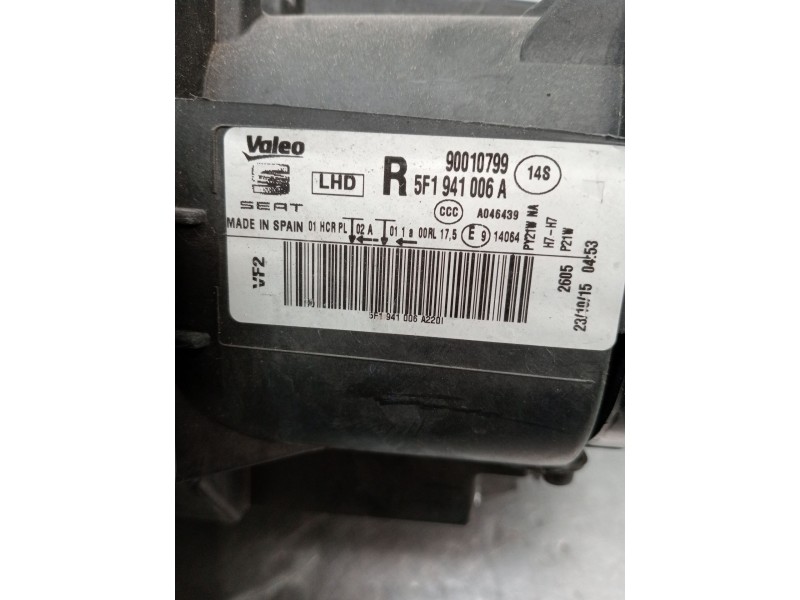 Valeo
SEAT
LHD
R
90010799
5F1 941 006 A
14S
CCC
A046439
MADE IN SPAIN 01 HCR PL 02 A 01 1a 00RL 17,5 E 9 14064
PY21W NA
H7-H7
P21W
VF2
2605
23/10/15 04:53
5F1 941 006 A220I